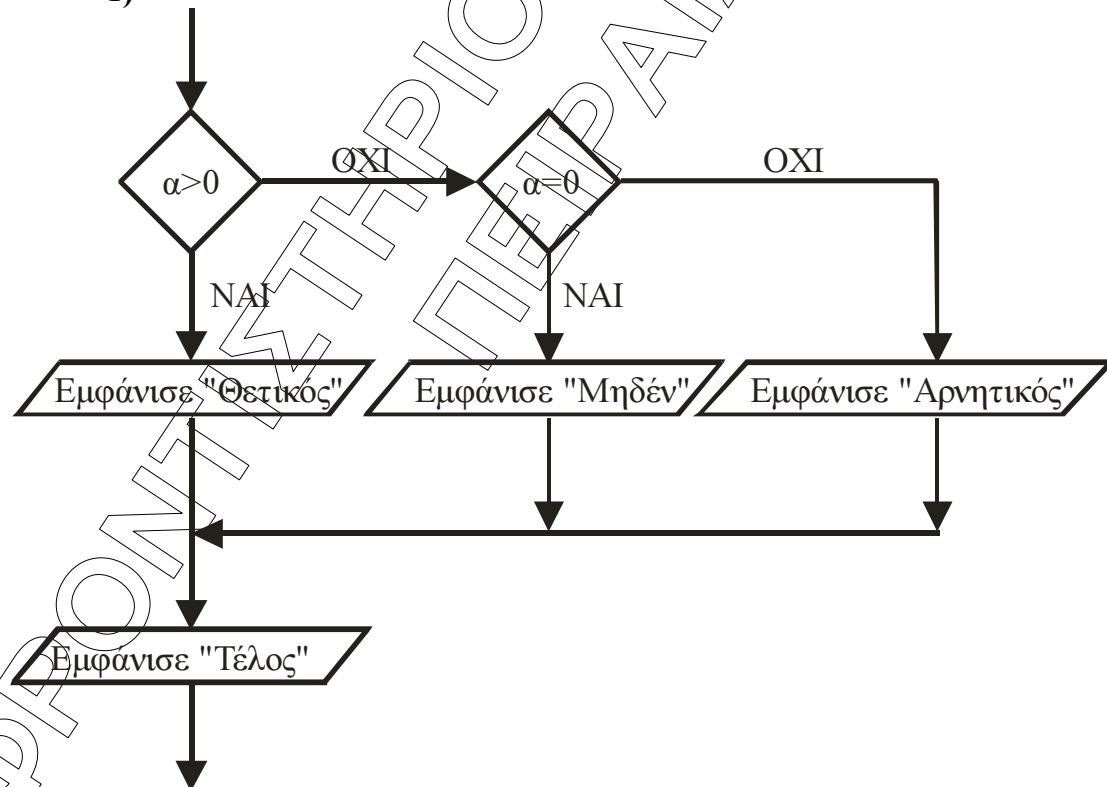 α>0
ΟΧΙ
α=0
ΟΧΙ
ΝΑΙ
ΝΑΙ
Εμφάνισε "Θετικός"
Εμφάνισε "Μηδέν"
Εμφάνισε "Αρνητικός"
Εμφάνισε "Τέλος"